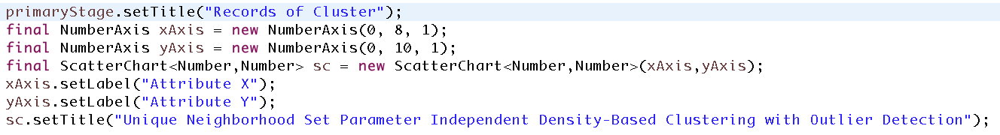 primaryStage.setTitle("Records of Cluster");
final NumberAxis xAxis = new NumberAxis(0, 8, 1);
final NumberAxis yAxis = new NumberAxis(0, 10, 1);
final ScatterChart<Number,Number> sc = new ScatterChart<Number,Number>(xAxis,yAxis);
xAxis.setLabel("Attribute X");
yAxis.setLabel("Attribute Y");
sc.setTitle("Unique Neighborhood Set Parameter Independent Density-Based Clustering with Outlier Detection");